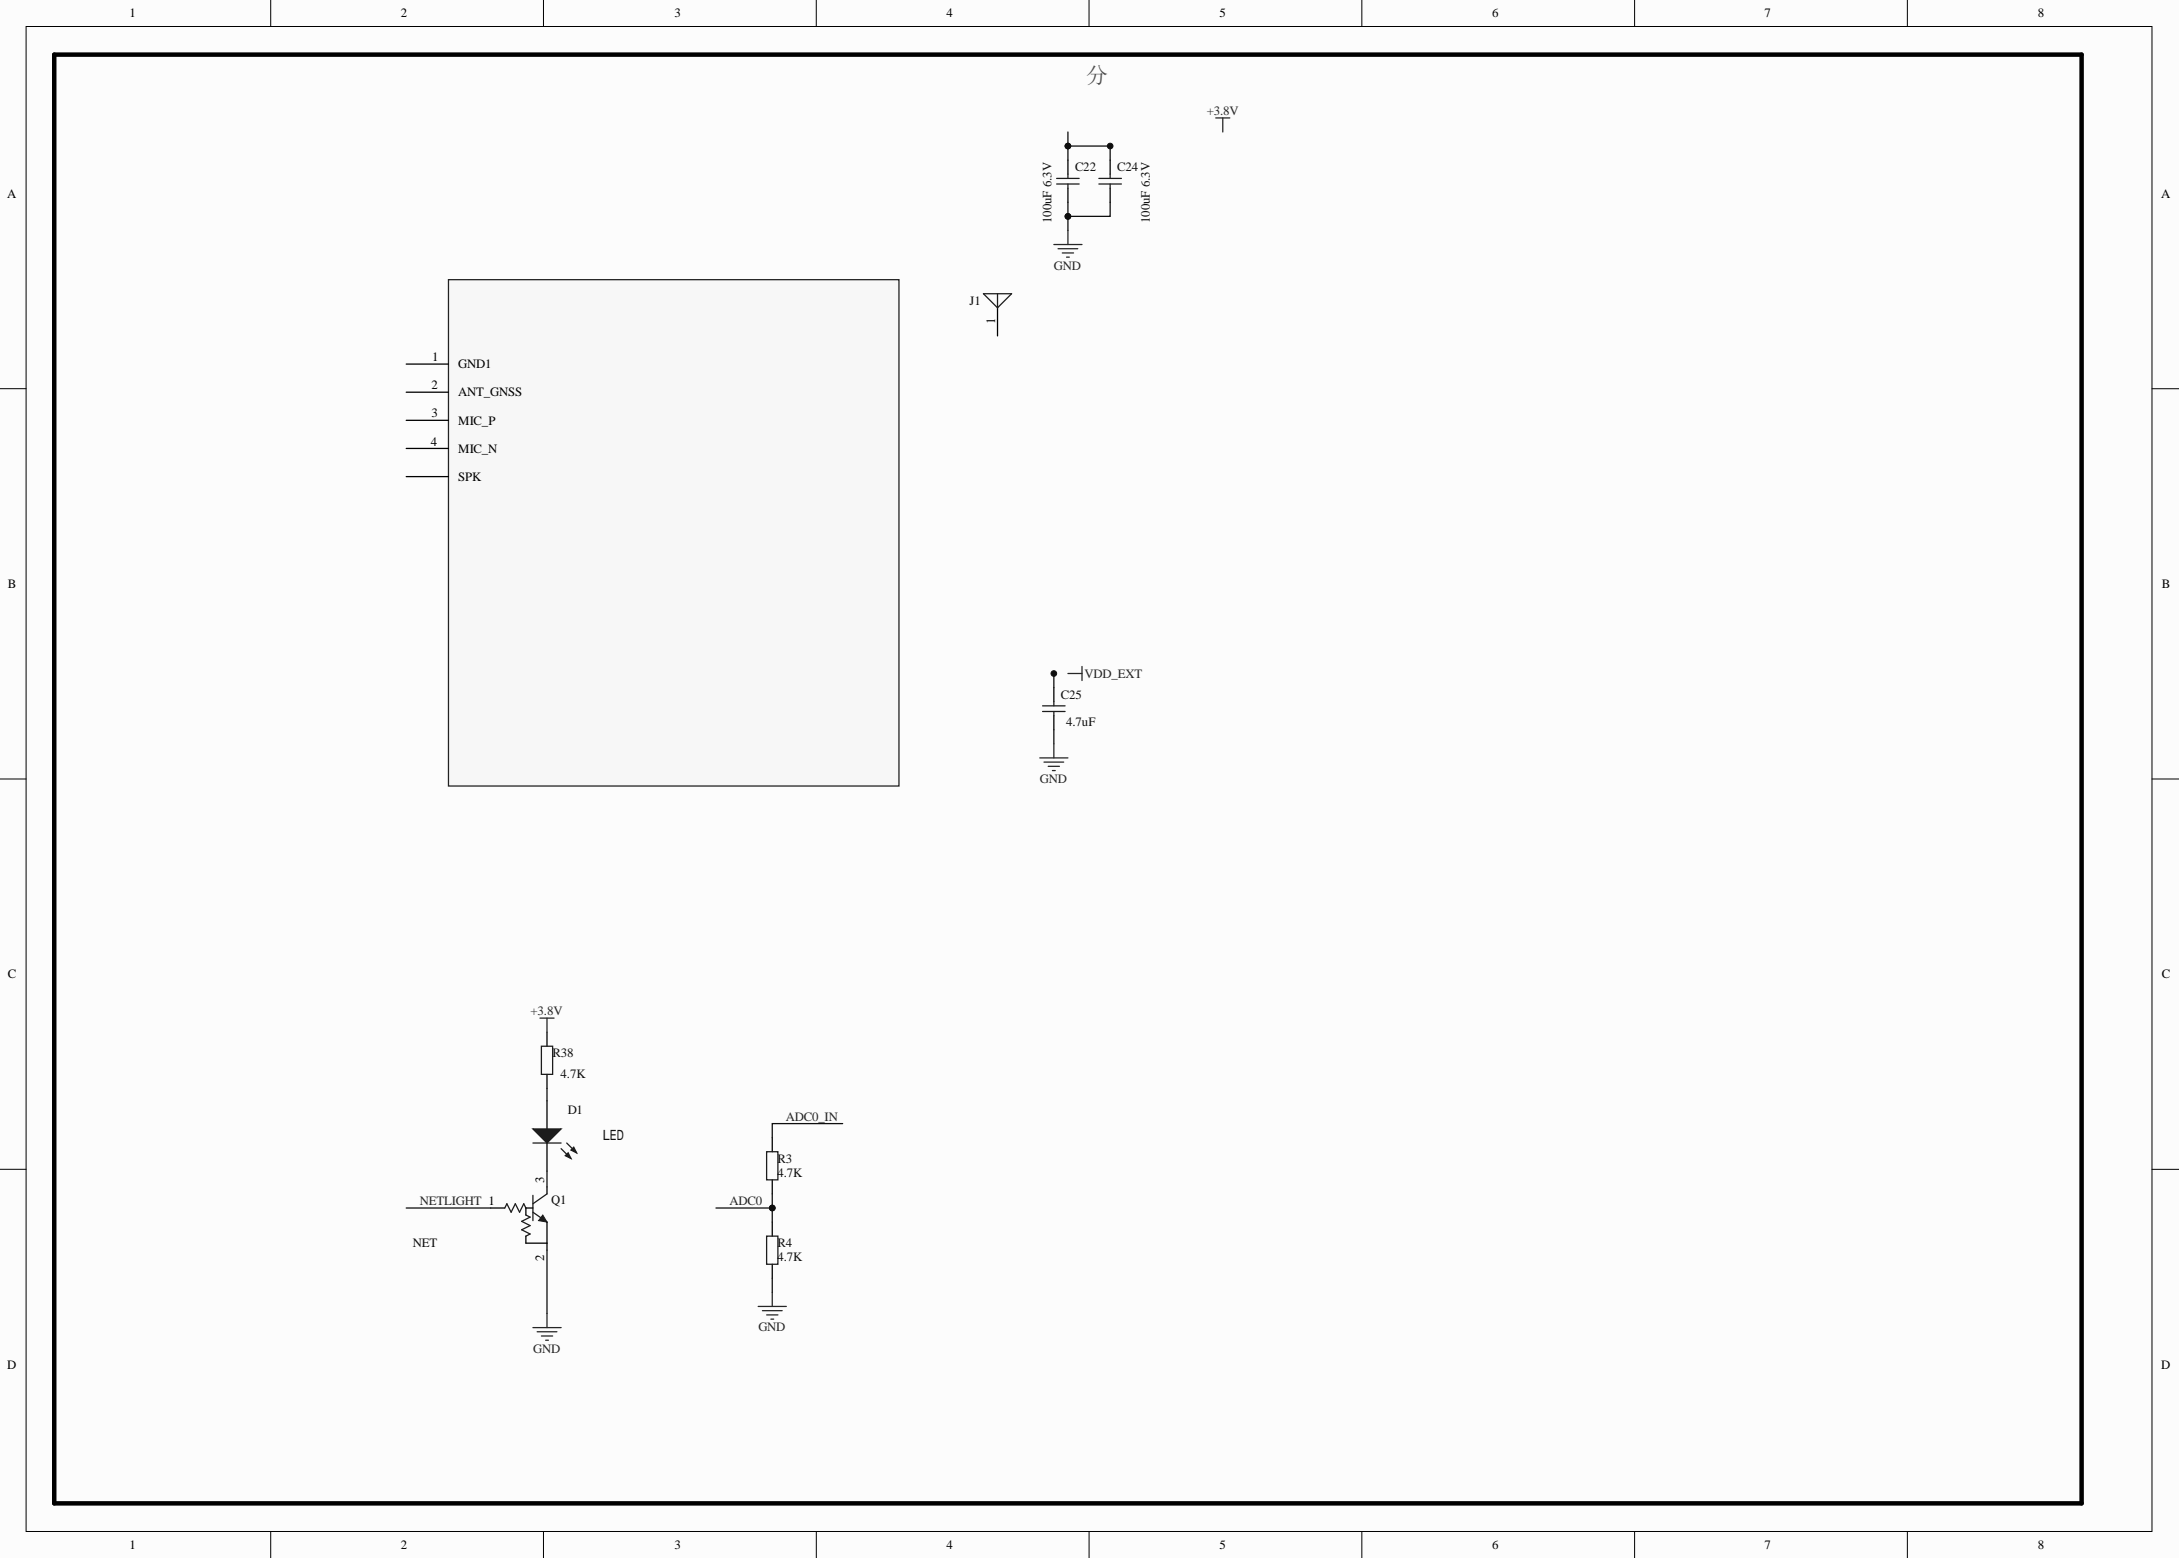 1 2 3 4 5 6 7 8
分
+3.8V
A A
C22 C24
100uF 6.3V 100uF 6.3V
GND
J1
1
1 GND1
2 ANT_GNSS
3 MIC_P
4 MIC_N
SPK
B B
VDD_EXT
C25
4.7uF
GND
C C
+3.8V
R38
4.7K
D1
LED
ADC0_IN
R3
4.7K
3
NETLIGHT 1 Q1
ADC0
NET
2
R4
4.7K
GND
GND
D D
1 2 3 4 5 6 7 8